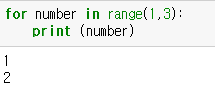 for number in range(1,3):
    print (number)
1
2